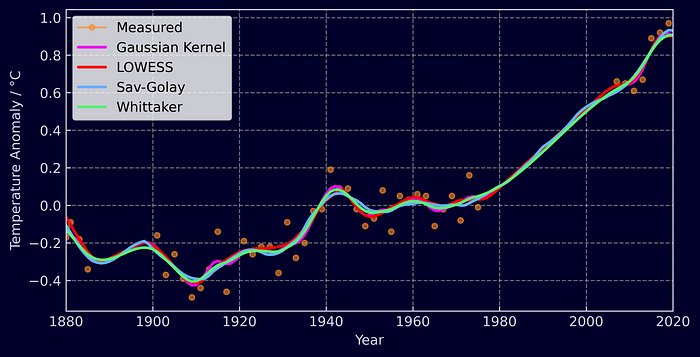 Measured
Gaussian Kernel
LOWESS
Sav-Golay
Whittaker
Temperature Anomaly / °C
1.0
0.8
0.6
0.4
0.2
0.0
−0.2
−0.4
1880 1900 1920 1940 1960 1980 2000 2020
Year